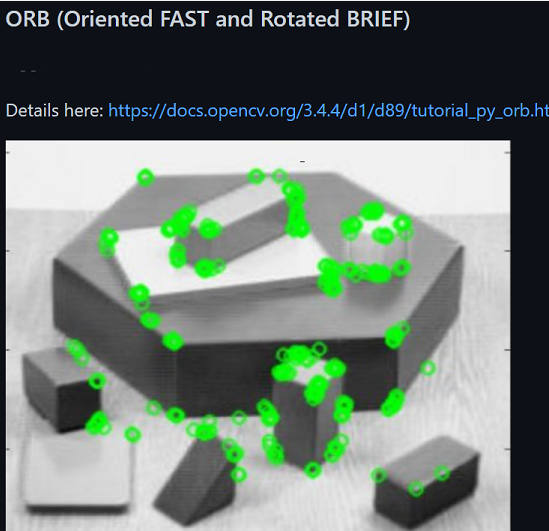 ORB (Oriented FAST and Rotated BRIEF)
Details here: https://docs.opencv.org/3.4.4/d1/d89/tutorial_py_orb.ht